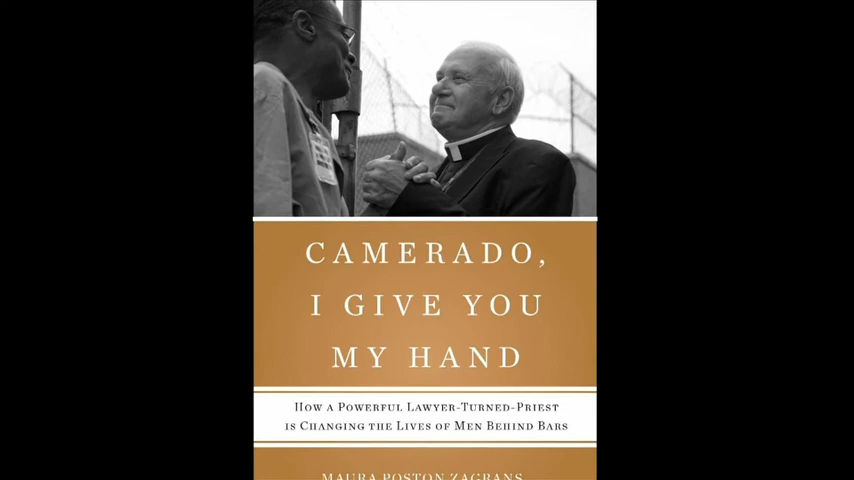 CAMERADO,
I GIVE YOU
MY HAND
How a Powerful Lawyer-Turned-Priest
is Changing the Lives of Men Behind Bars
MAURA POSTON ZAGRANS